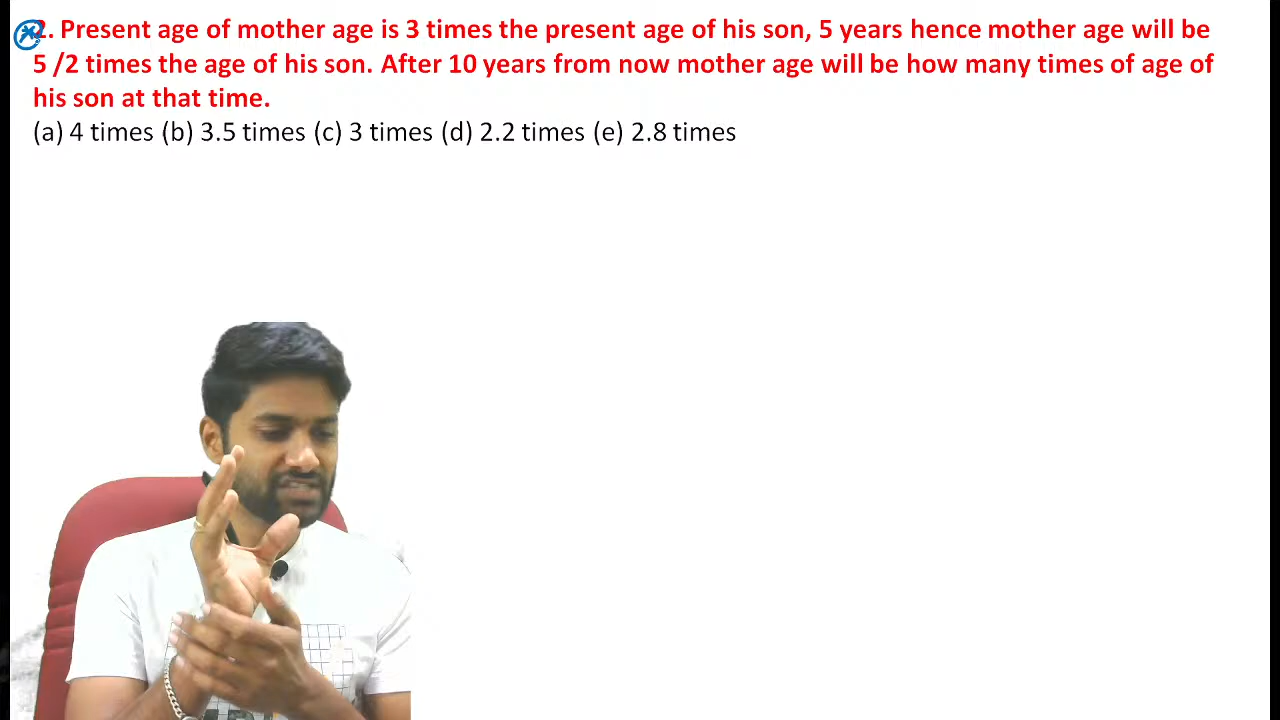 2. Present age of mother age is 3 times the present age of his son, 5 years hence mother age will be
5 /2 times the age of his son. After 10 years from now mother age will be how many times of age of
his son at that time.
(a) 4 times (b) 3.5 times (c) 3 times (d) 2.2 times (e) 2.8 times